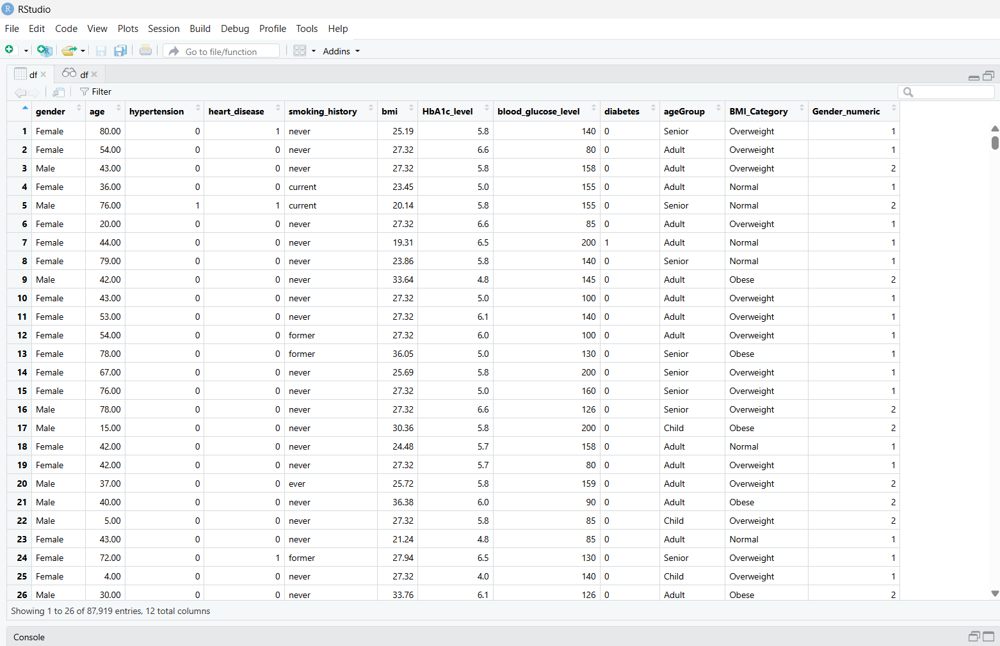 R RStudio
File Edit Code View Plots Session Build Debug Profile Tools Help
Go to file/function Addins
df df
Filter
gender age hypertension heart_disease smoking_history bmi HbA1c_level blood_glucose_level diabetes ageGroup BMI_Category Gender_numeric
1 Female 80.00 0 1 never 25.19 5.8 140 0 Senior Overweight 1
2 Female 54.00 0 0 never 27.32 6.6 80 0 Adult Overweight 1
3 Male 43.00 0 0 never 27.32 5.8 158 0 Adult Overweight 2
4 Female 36.00 0 0 current 23.45 5.0 155 0 Adult Normal 1
5 Male 76.00 1 1 current 20.14 5.8 155 0 Senior Normal 2
6 Female 20.00 0 0 never 27.32 6.6 85 0 Adult Overweight 1
7 Female 44.00 0 0 never 19.31 6.5 200 1 Adult Normal 1
8 Female 79.00 0 0 never 23.86 5.8 140 0 Senior Normal 1
9 Male 42.00 0 0 never 33.64 4.8 145 0 Adult Obese 2
10 Female 43.00 0 0 never 27.32 5.0 100 0 Adult Overweight 1
11 Female 53.00 0 0 never 27.32 6.1 140 0 Adult Overweight 1
12 Female 54.00 0 0 former 27.32 6.0 100 0 Adult Overweight 1
13 Female 78.00 0 0 former 36.05 5.0 130 0 Senior Obese 1
14 Female 67.00 0 0 never 25.69 5.8 200 0 Senior Overweight 1
15 Female 76.00 0 0 never 27.32 5.0 160 0 Senior Overweight 1
16 Male 78.00 0 0 never 27.32 6.6 126 0 Senior Overweight 2
17 Male 15.00 0 0 never 30.36 5.8 200 0 Child Obese 2
18 Female 42.00 0 0 never 24.48 5.7 158 0 Adult Normal 1
19 Female 42.00 0 0 never 27.32 5.7 80 0 Adult Overweight 1
20 Male 37.00 0 0 ever 25.72 5.8 159 0 Adult Overweight 2
21 Male 40.00 0 0 never 36.38 6.0 90 0 Adult Obese 2
22 Male 5.00 0 0 never 27.32 5.8 85 0 Child Overweight 2
23 Female 43.00 0 0 never 21.24 4.8 85 0 Adult Normal 1
24 Female 72.00 0 1 former 27.94 6.5 130 0 Senior Overweight 1
25 Female 4.00 0 0 never 27.32 4.0 140 0 Child Overweight 1
26 Male 30.00 0 0 never 33.76 6.1 126 0 Adult Obese 2
Showing 1 to 26 of 87,919 entries, 12 total columns
Console